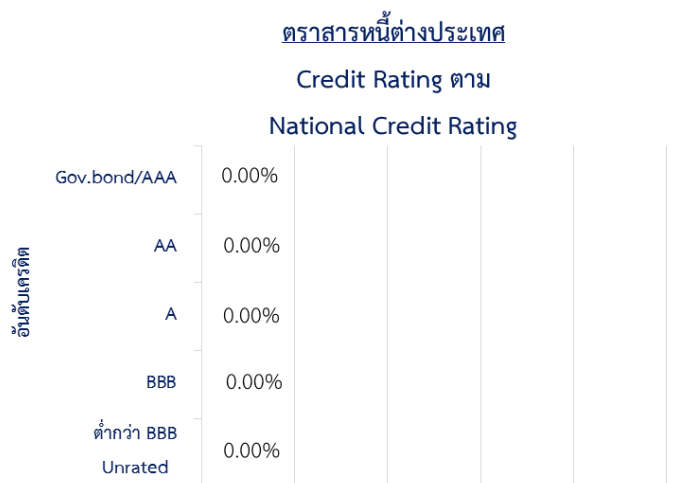 ตราสารหนี้ต่างประเทศ
Credit Rating ตาม
National Credit Rating
อันดับเครดิต
Gov.bond/AAA 0.00%
AA 0.00%
A 0.00%
BBB 0.00%
ต่ำกว่า BBB
Unrated 0.00%